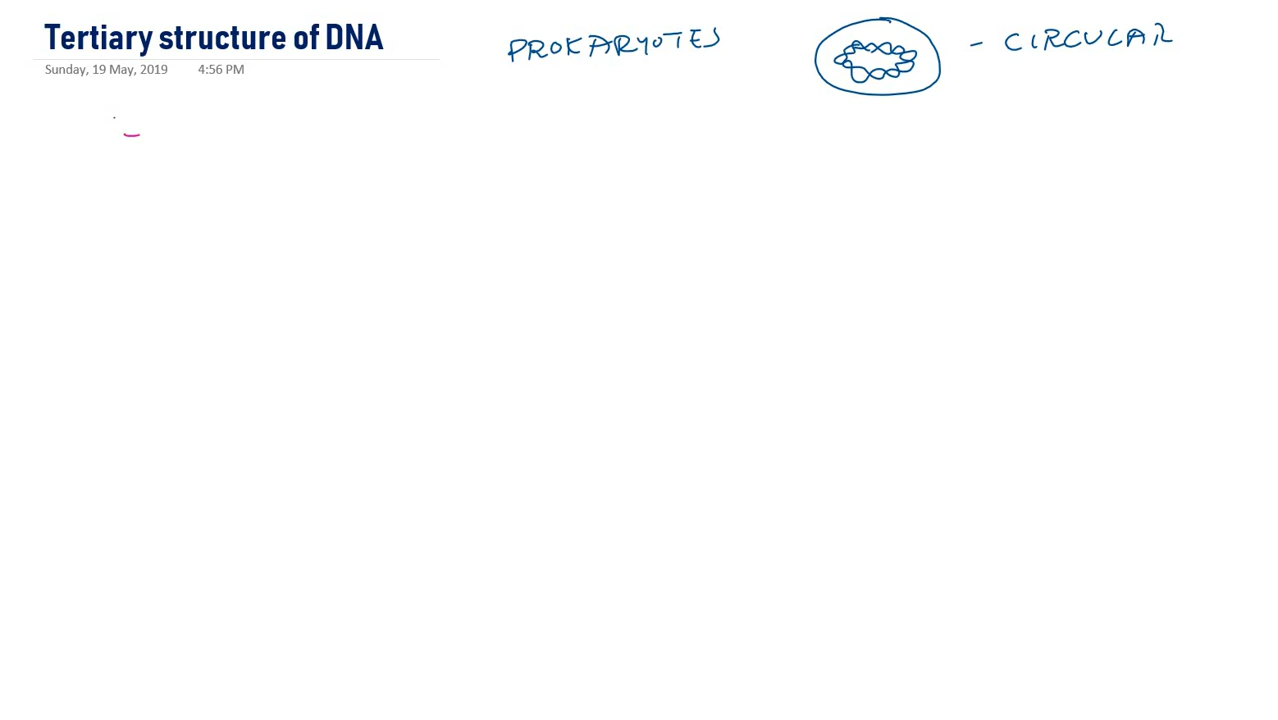 Tertiary structure of DNA
Sunday, 19 May, 2019 4:56 PM
PROKARYOTES - CIRCULAR